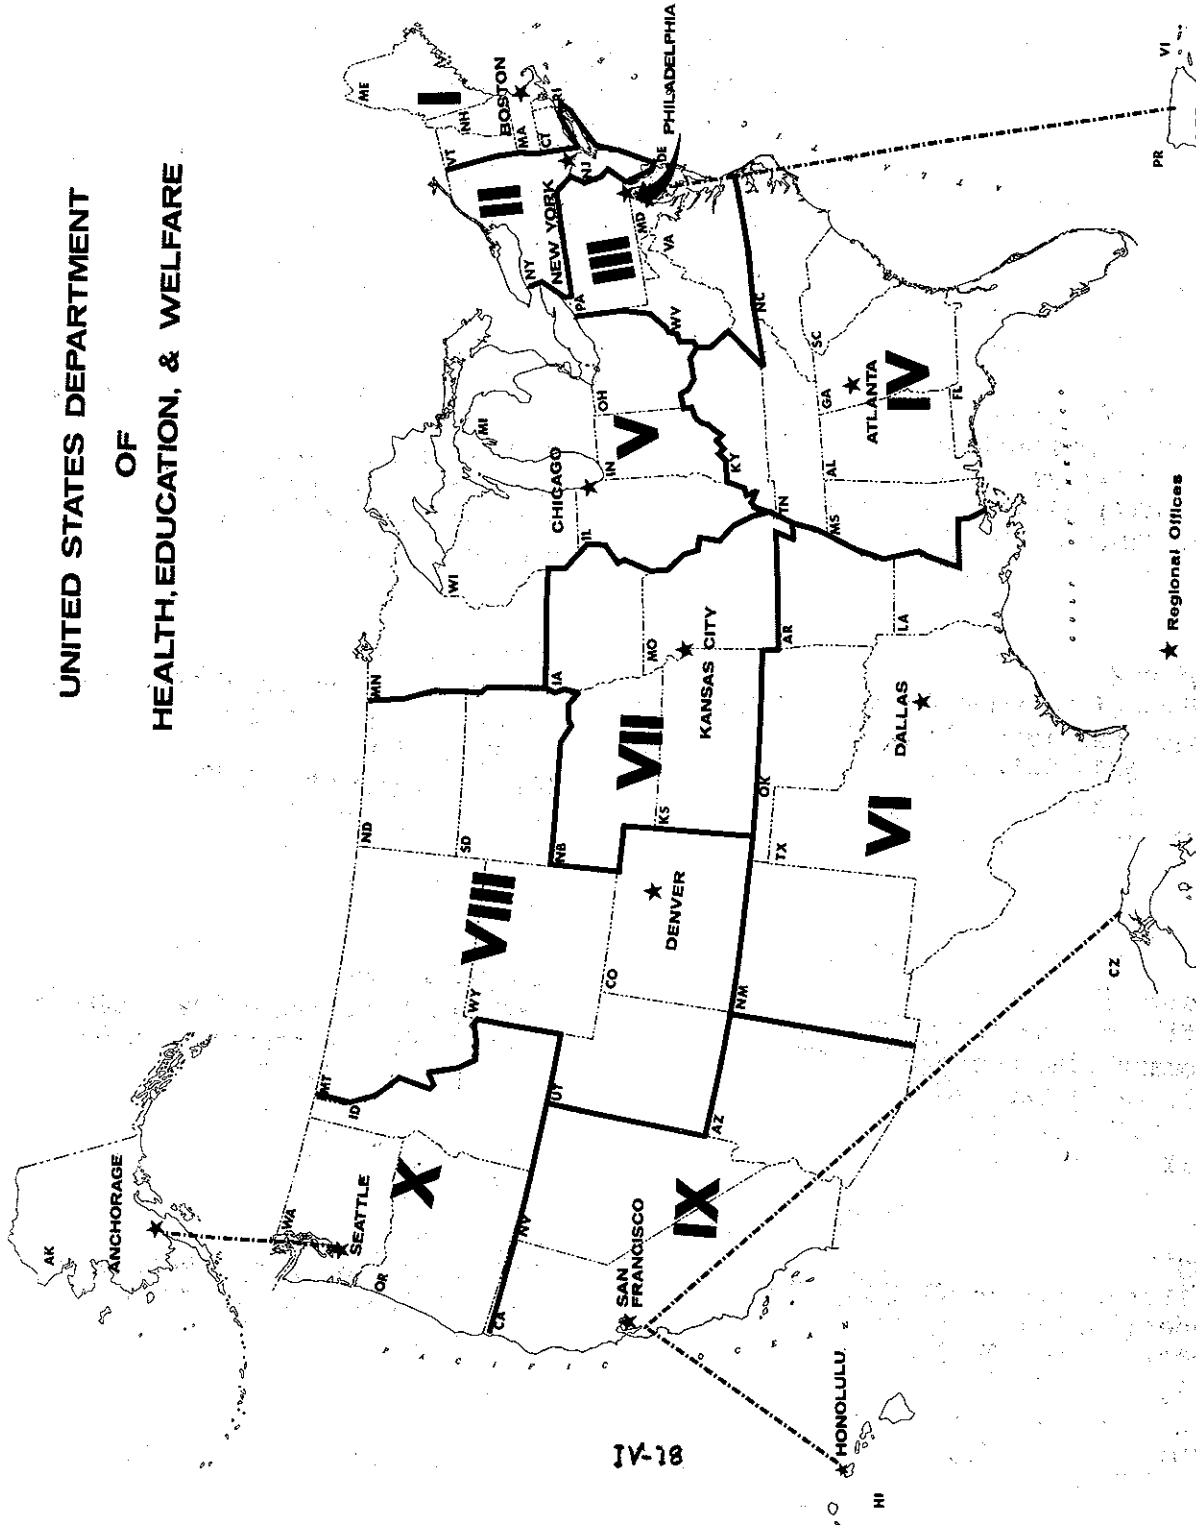 UNITED STATES DEPARTMENT
OF
HEALTH, EDUCATION, & WELFARE
AK
ANCHORAGE
WA
SEATTLE
X
OR
ID
MT
ND
MN
SD
WY
VIII
NB
IA
WI
MI
CHICAGO
IL
IN
OH
V
NY
NEW YORK
II
VT
NH
ME
I
BOSTON
MA
CT
RI
NJ
PA
III
MD
DE
PHILADELPHIA
WV
VA
CA
NV
UT
CO
DENVER
KS
VII
MO
KANSAS CITY
KY
SAN
FRANCISCO
IX
AZ
NM
OK
TX
AR
TN
NC
SC
MS
AL
GA
ATLANTA
IV
FL
LA
DALLAS
VI
PACIFIC
OCEAN
GULF OF MEXICO
HONOLULU
HI
CZ
PR
VI
★ Regional Offices
IV-18